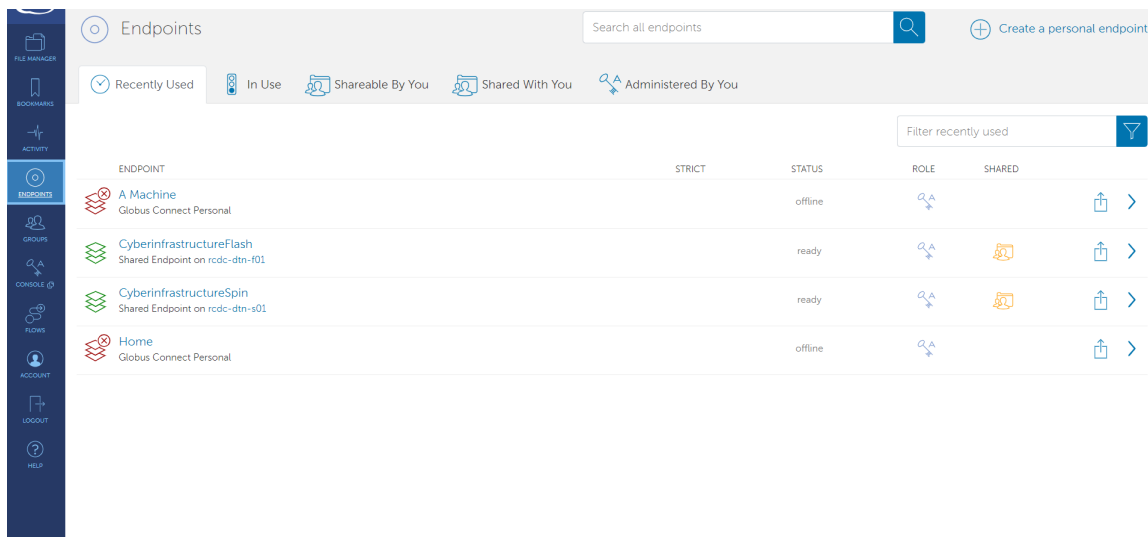 Endpoints
Search all endpoints
Create a personal endpoint
FILE MANAGER
BOOKMARKS
ACTIVITY
ENDPOINTS
GROUPS
CONSOLE
FLOWS
ACCOUNT
LOGOUT
HELP
Recently Used
In Use
Shareable By You
Shared With You
Administered By You
Filter recently used
ENDPOINT STRICT STATUS ROLE SHARED
A Machine
Globus Connect Personal
offline
CyberinfrastructureFlash
Shared Endpoint on rcdc-dtn-f01
ready
CyberinfrastructureSpin
Shared Endpoint on rcdc-dtn-s01
ready
Home
Globus Connect Personal
offline